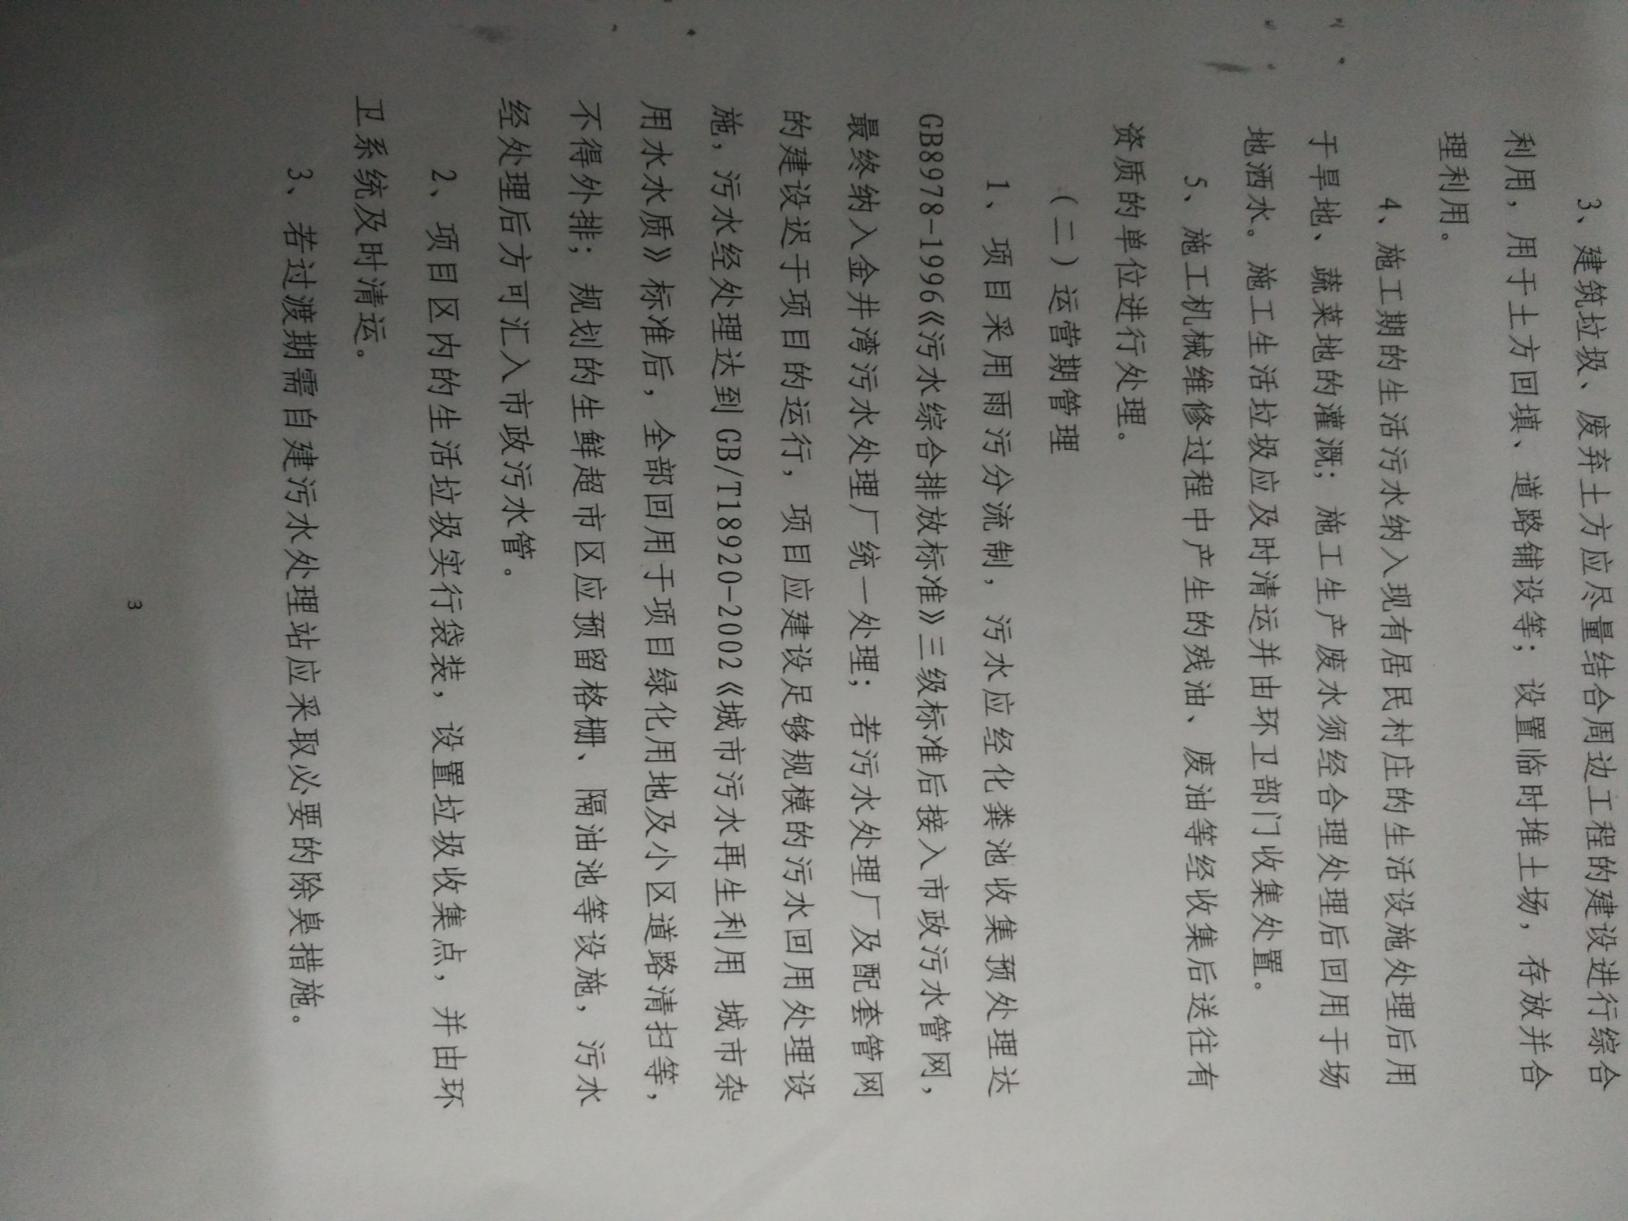 3、建筑垃圾、废弃土方应尽量结合周边工程的建设进行综合
利用，用于土方回填、道路铺设等；设置临时堆土场，存放并合
理利用。
4、施工期的生活污水纳入现有居民村庄的生活设施处理后用
于旱地、蔬菜地的灌溉；施工生产废水须经合理处理后回用于场
地洒水。施工生活垃圾应及时清运并由环卫部门收集处置。
5、施工机械维修过程中产生的残油、废油等经收集后送往有
资质的单位进行处理。
（二）运营期管理
1、项目采用雨污分流制，污水应经化粪池收集预处理达
GB8978-1996《污水综合排放标准》三级标准后接入市政污水管网，
最终纳入金井湾污水处理厂统一处理；若污水处理厂及配套管网
的建设迟于项目的运行，项目应建设足够规模的污水回用处理设
施，污水经处理达到GB/T18920-2002《城市污水再生利用 城市杂
用水水质》标准后，全部回用于项目绿化用地及小区道路清扫等，
不得外排；规划的生鲜超市区应预留格栅、隔油池等设施，污水
经处理后方可汇入市政污水管。
2、项目区内的生活垃圾实行袋装，设置垃圾收集点，并由环
卫系统及时清运。
3、若过渡期需自建污水处理站应采取必要的除臭措施。
3